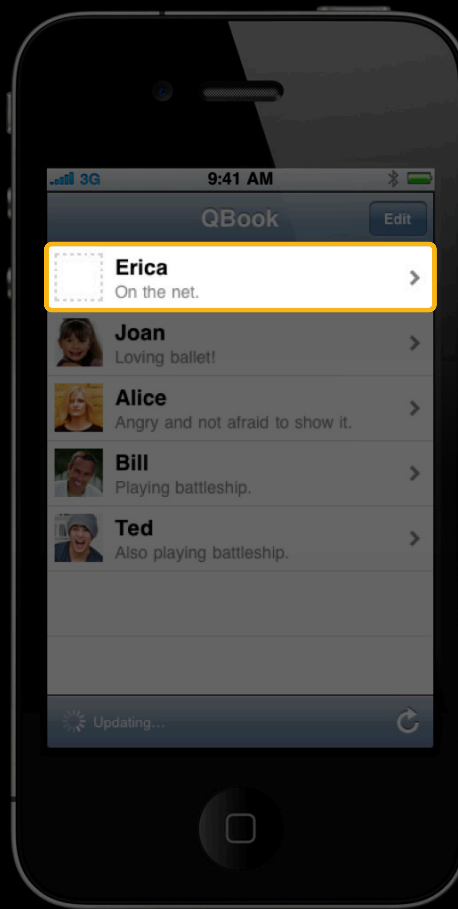 3G 9:41 AM
QBook Edit
Erica
On the net.
Joan
Loving ballet!
Alice
Angry and not afraid to show it.
Bill
Playing battleship.
Ted
Also playing battleship.
Updating...